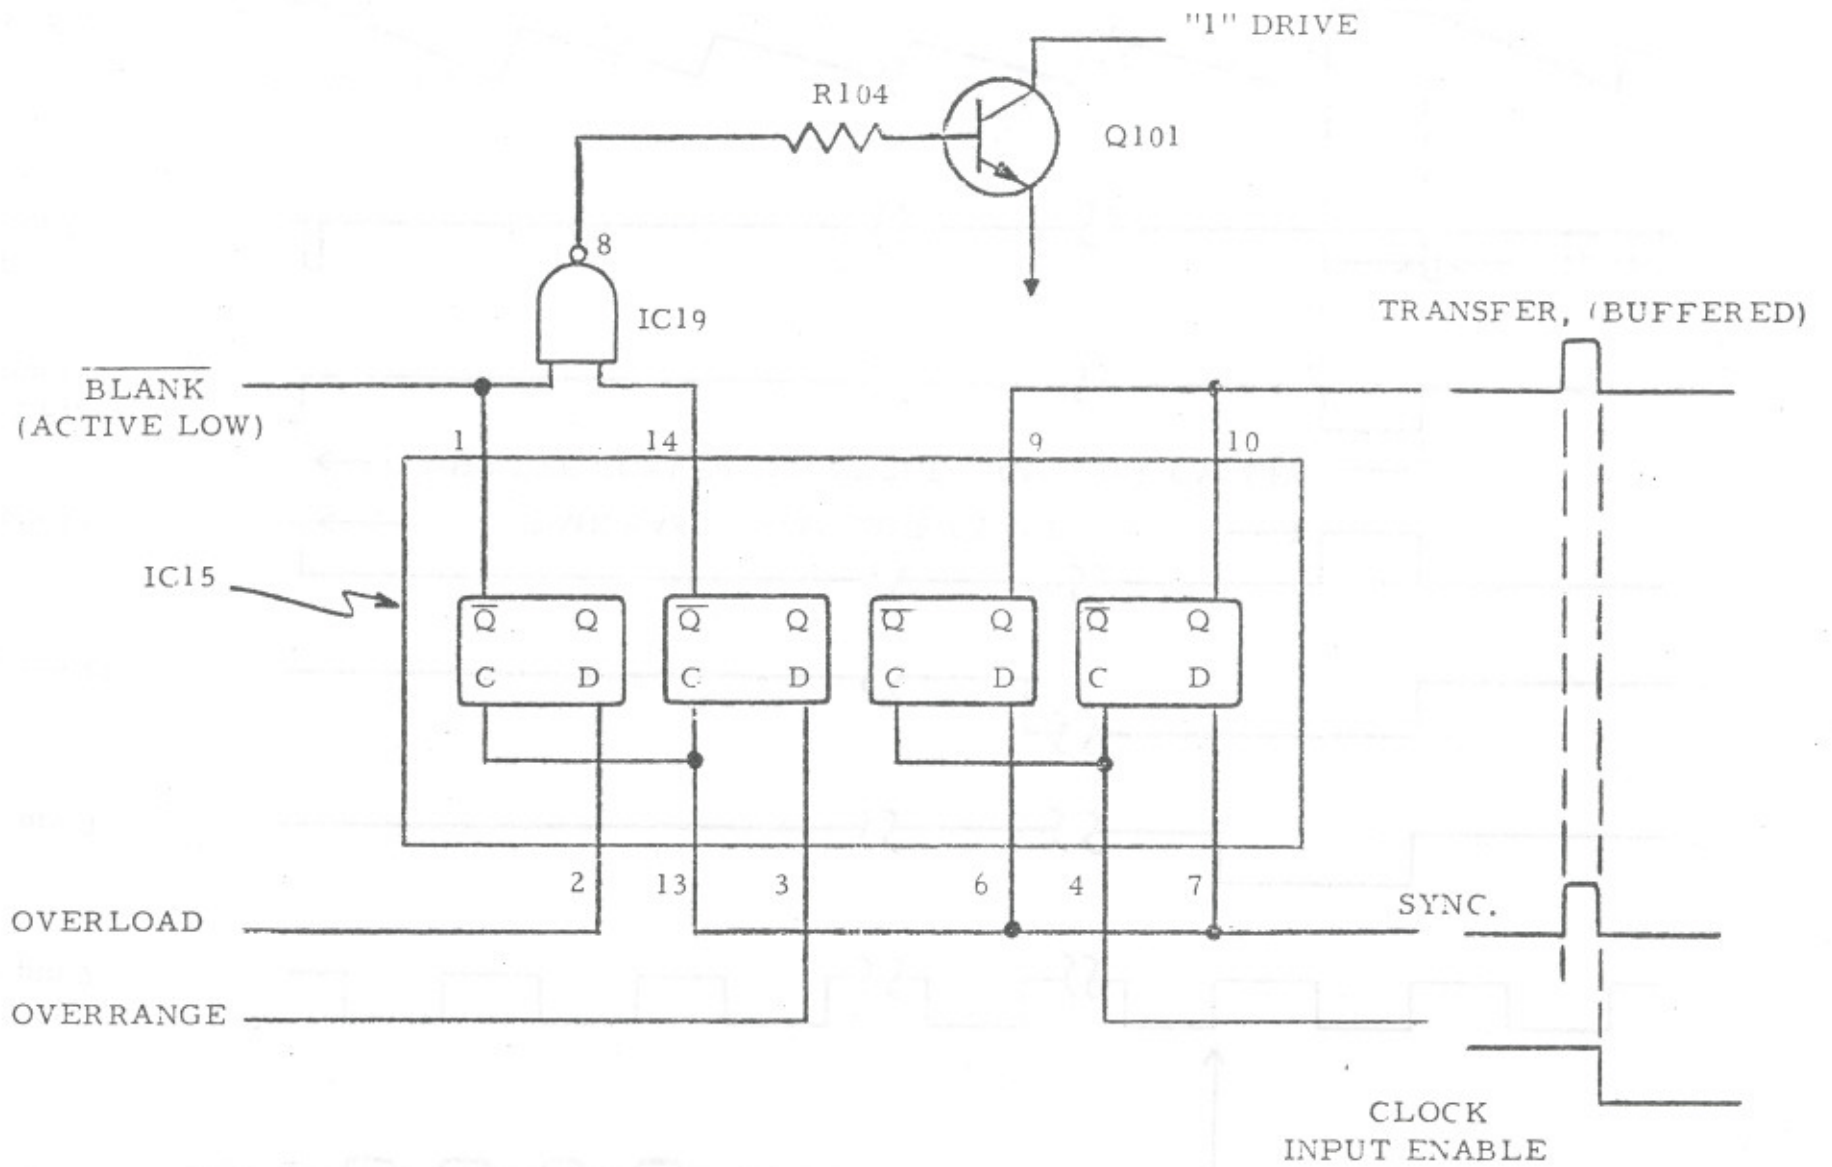 "1" DRIVE
R104
Q101
8
IC19
TRANSFER, (BUFFERED)
BLANK
(ACTIVE LOW)
1
14
9
10
IC15
Q Q
C D
Q Q
C D
Q Q
C D
Q Q
C D
2
13
3
6
4
7
SYNC.
OVERLOAD
OVERRANGE
CLOCK
INPUT ENABLE